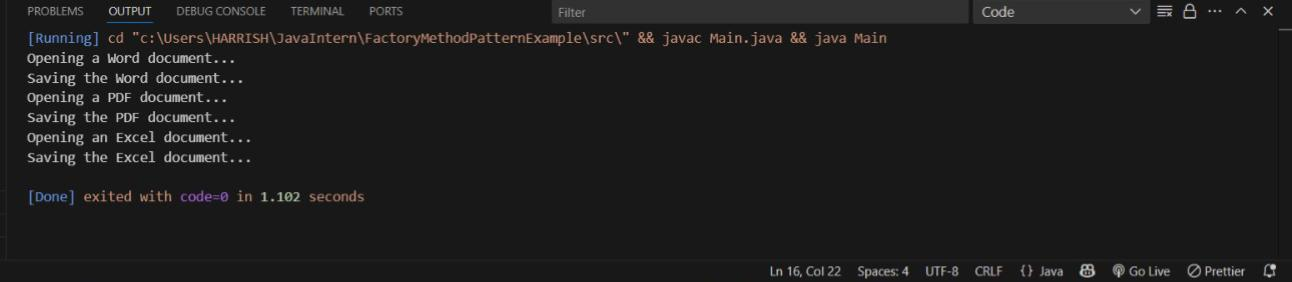 PROBLEMS OUTPUT DEBUG CONSOLE TERMINAL PORTS Filter Code
[Running] cd "c:\Users\HARRISH\JavaIntern\FactoryMethodPatternExample\src\" && javac Main.java && java Main
Opening a Word document...
Saving the Word document...
Opening a PDF document...
Saving the PDF document...
Opening an Excel document...
Saving the Excel document...
[Done] exited with code=0 in 1.102 seconds
Ln 16, Col 22 Spaces: 4 UTF-8 CRLF {} Java Go Live Prettier